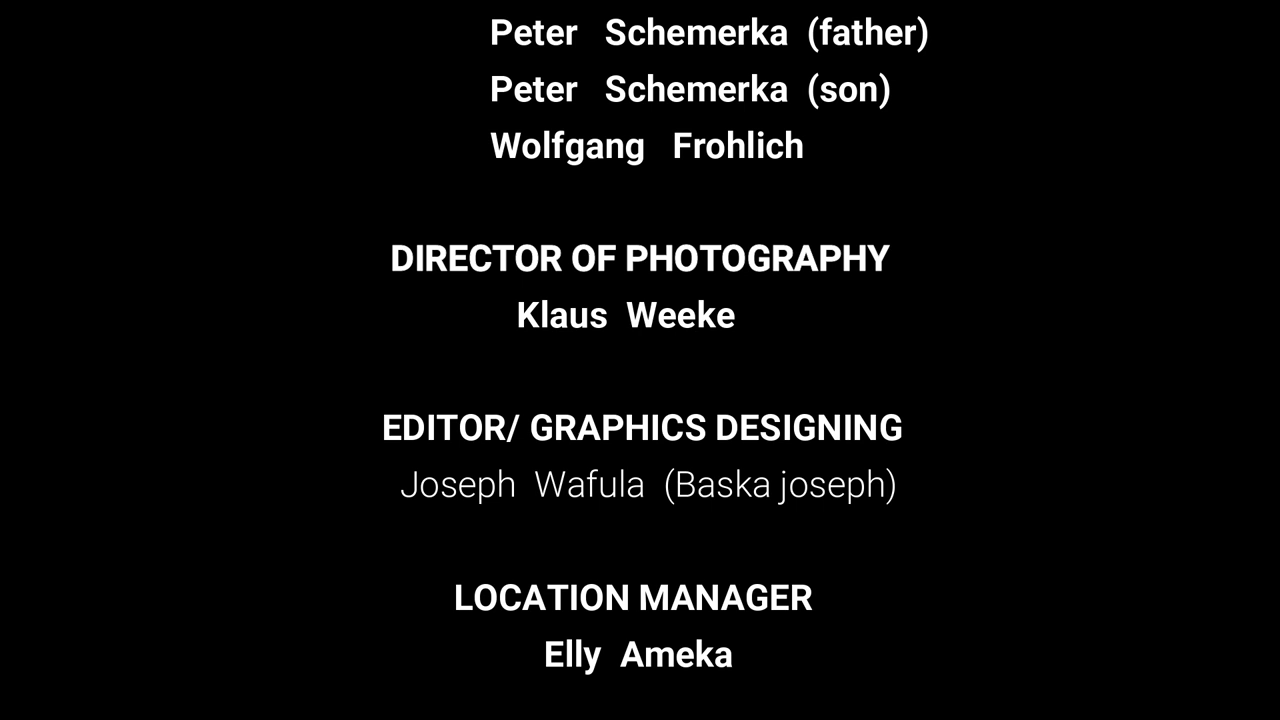 Peter Schemerka (father)
Peter Schemerka (son)
Wolfgang Frohlich
DIRECTOR OF PHOTOGRAPHY
Klaus Weeke
EDITOR/ GRAPHICS DESIGNING
Joseph Wafula (Baska joseph)
LOCATION MANAGER
Elly Ameka